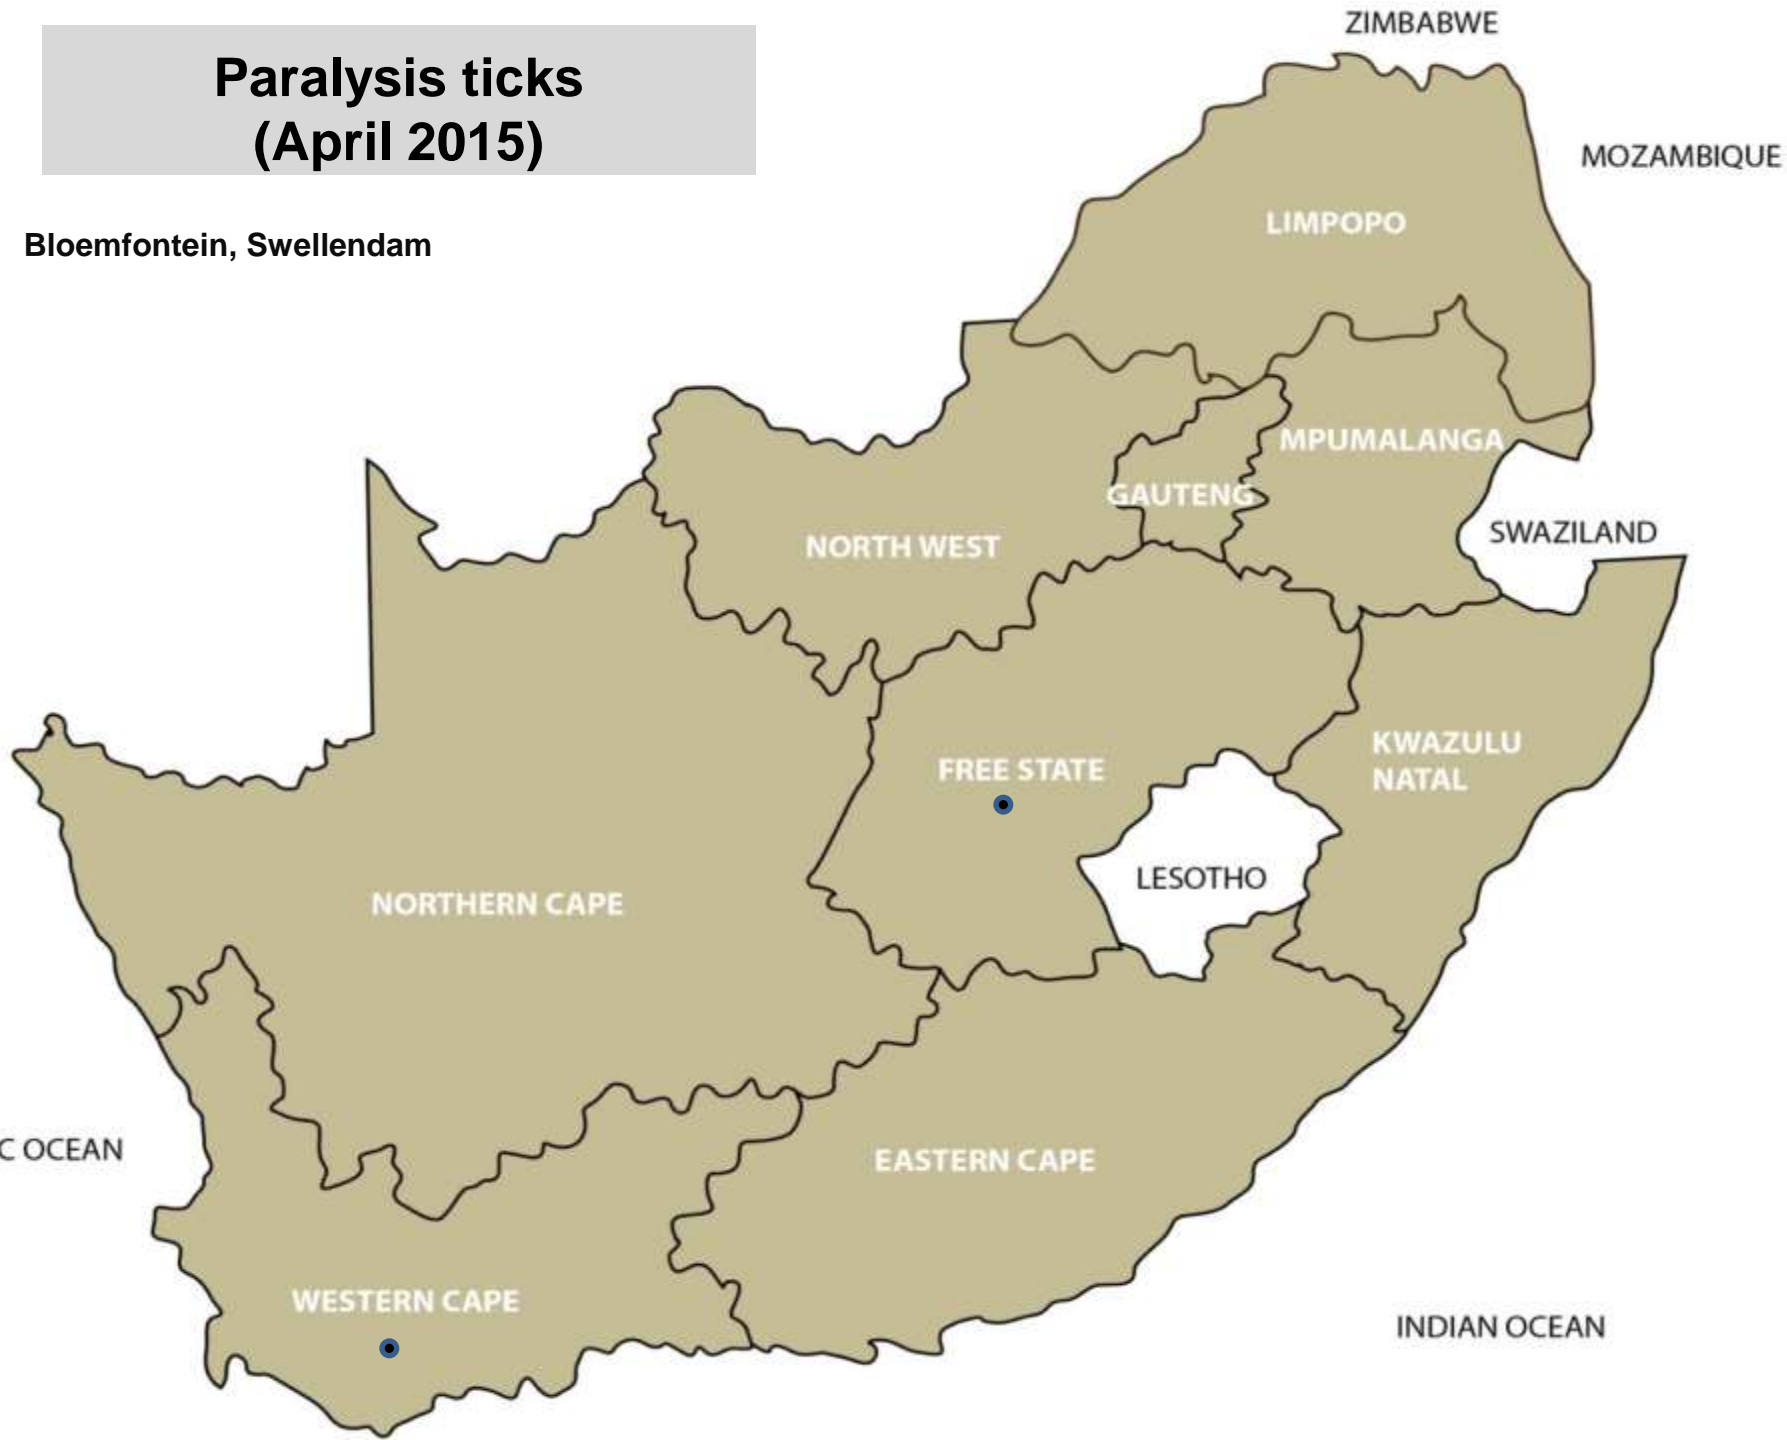 ZIMBABWE
Paralysis ticks
(April 2015)
MOZAMBIQUE
LIMPOPO
Bloemfontein, Swellendam
MPUMALANGA
GAUTENG
SWAZILAND
NORTH WEST
KWAZULU
NATAL
FREE STATE
LESOTHO
NORTHERN CAPE
C OCEAN
EASTERN CAPE
WESTERN CAPE
INDIAN OCEAN